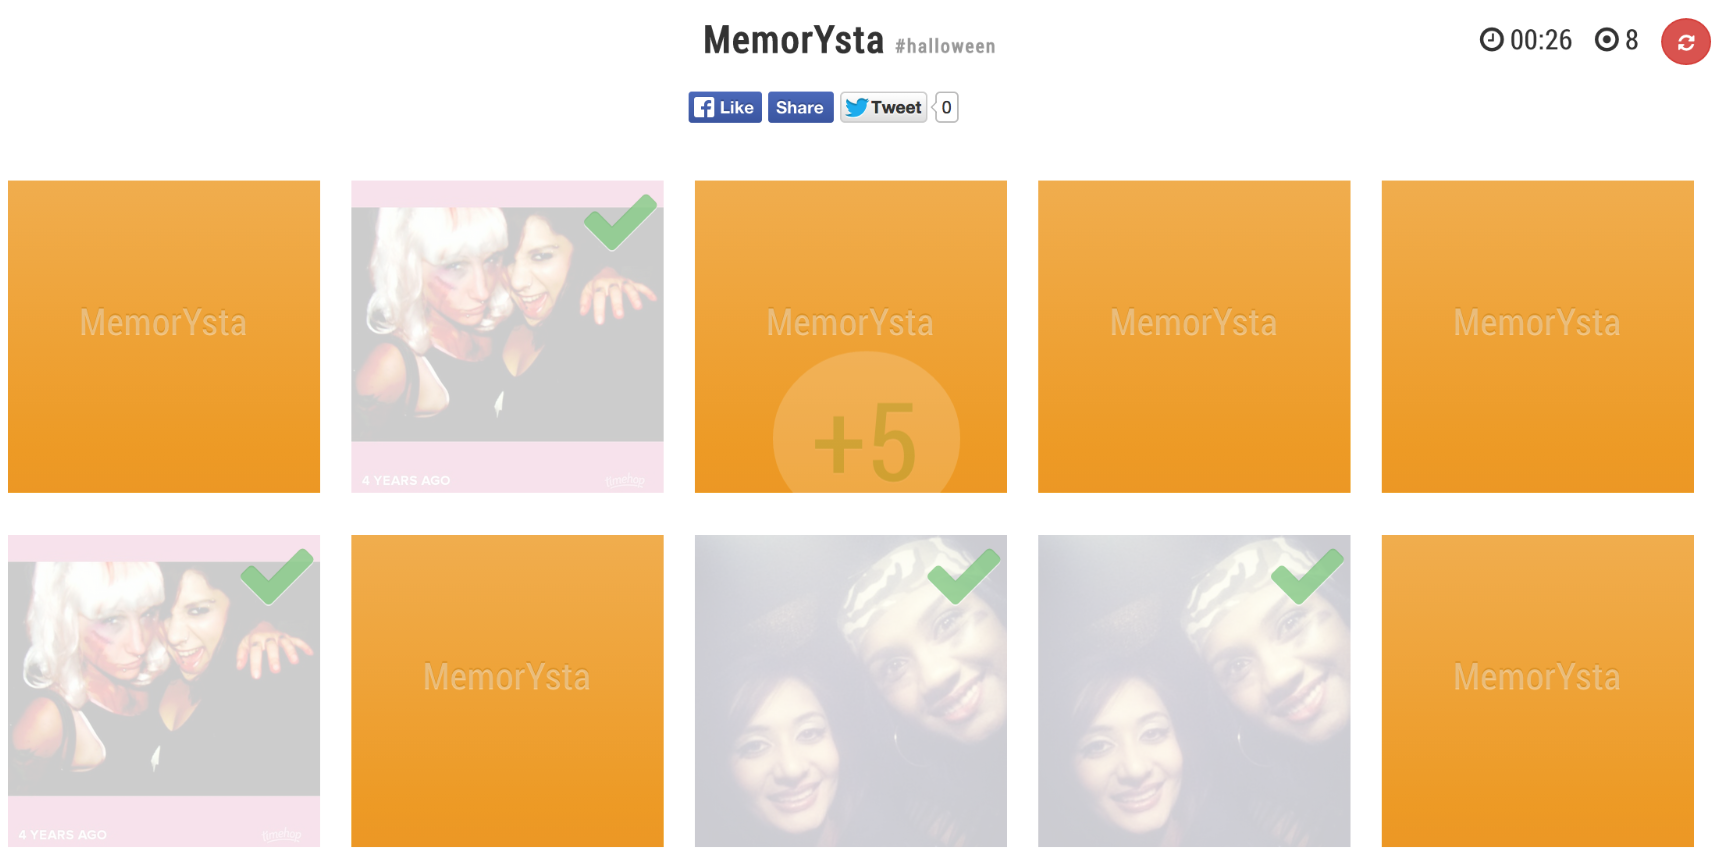 MemorYsta #halloween
00:26 8
Like Share Tweet 0
MemorYsta
MemorYsta
MemorYsta
MemorYsta
+5
4 YEARS AGO timehop
MemorYsta
MemorYsta
4 YEARS AGO timehop